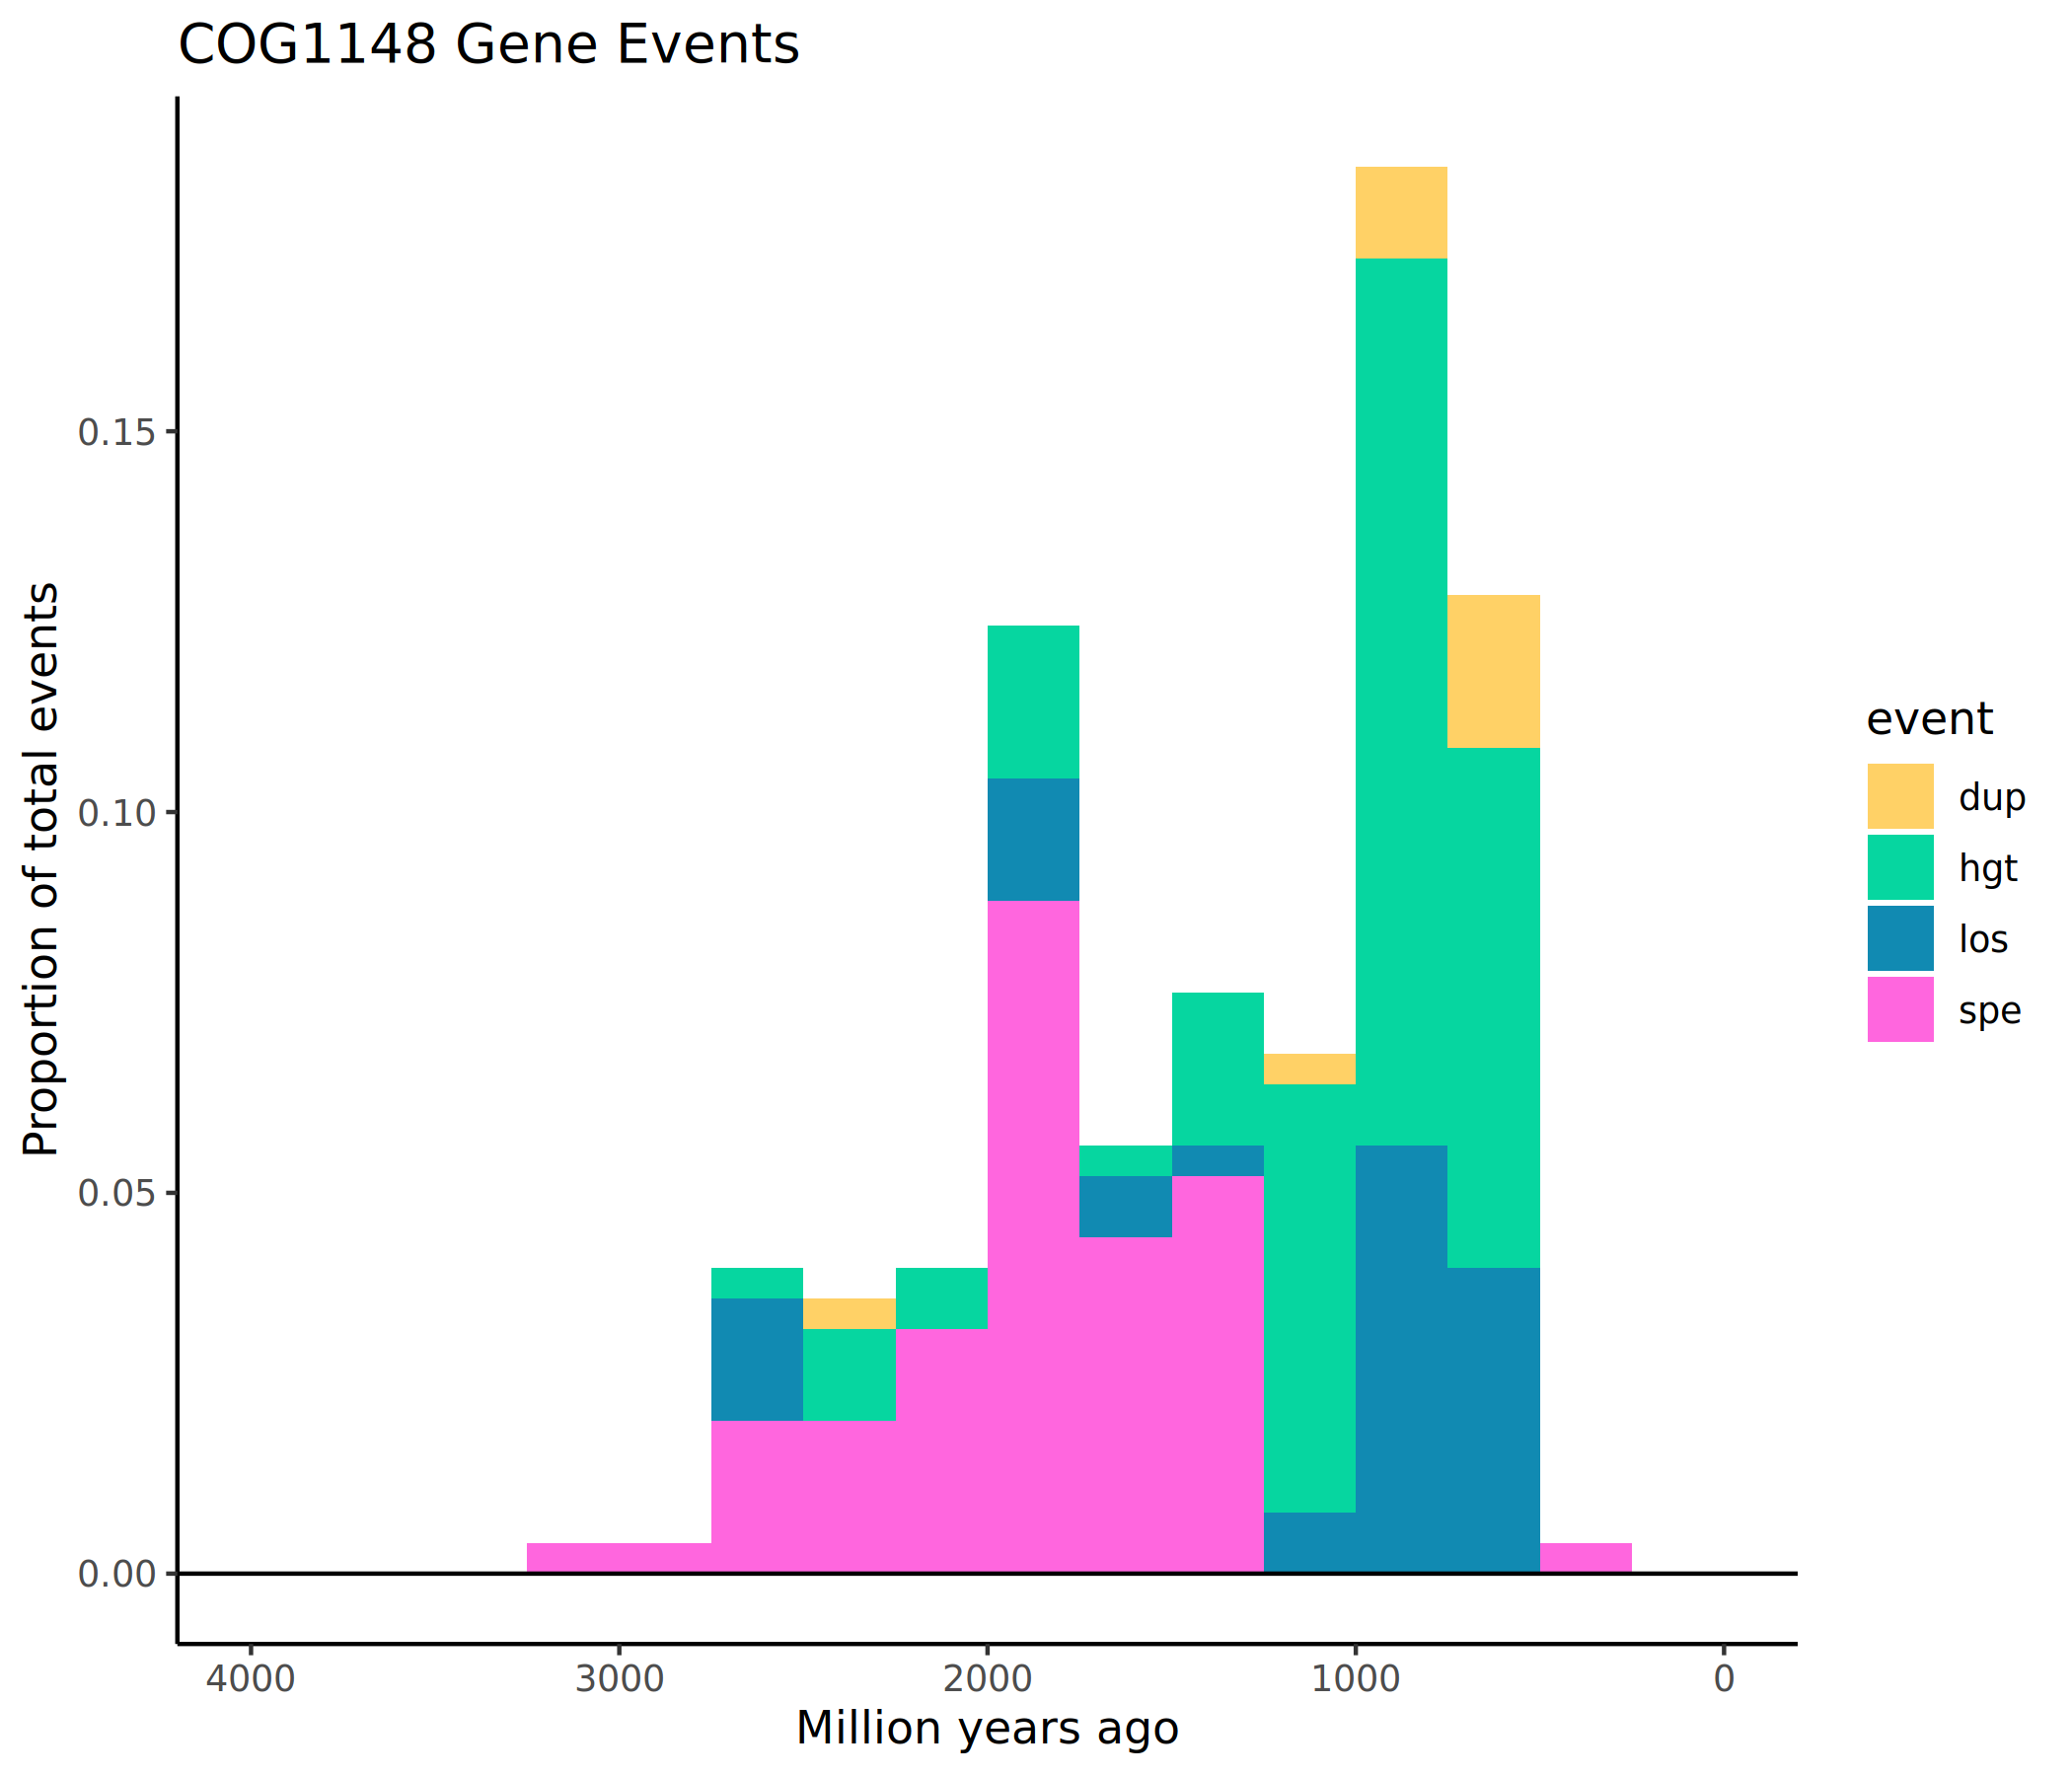 COG1148 Gene Events
Proportion of total events
0.15
0.10
0.05
0.00
4000 3000 2000 1000 0
Million years ago
event
dup
hgt
los
spe